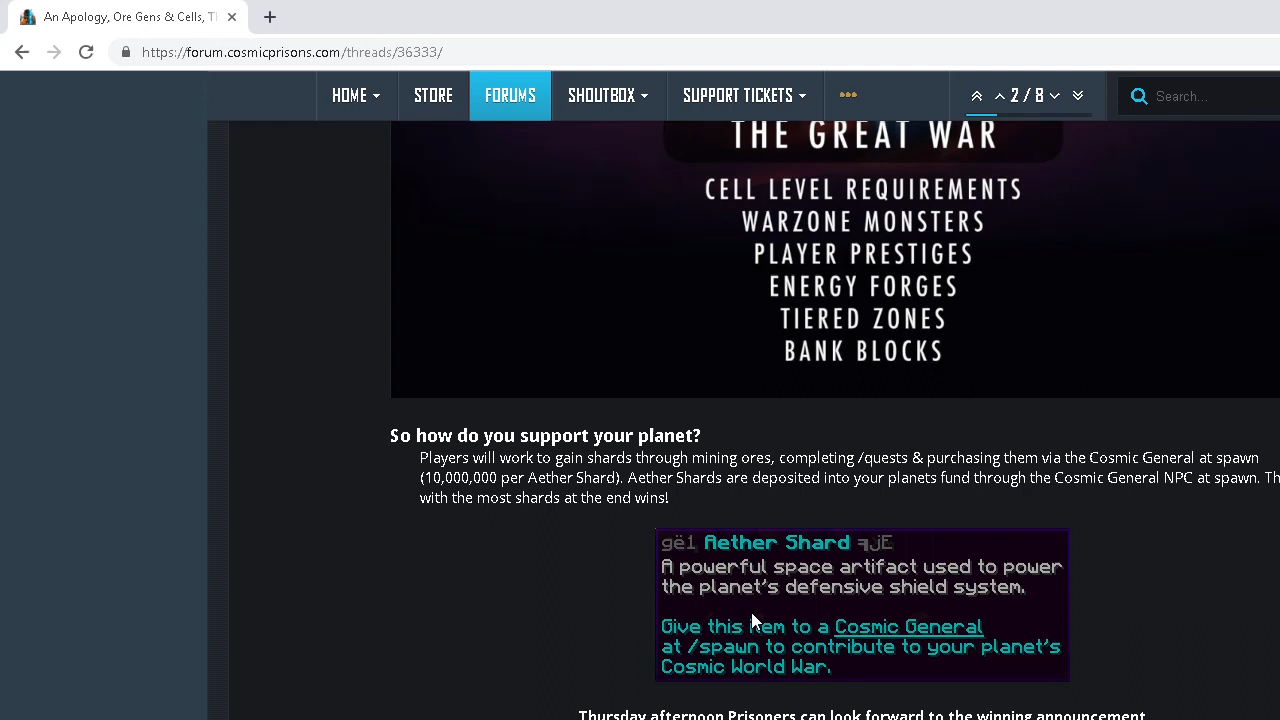 An Apology, Ore Gens & Cells,
https://forum.cosmicprisons.com/threads/36333/
HOME STORE FORUMS SHOUTBOX SUPPORT TICKETS ••• 2 / 8 Search...
THE GREAT WAR
CELL LEVEL REQUIREMENTS
WARZONE MONSTERS
PLAYER PRESTIGES
ENERGY FORGES
TIERED ZONES
BANK BLOCKS
So how do you support your planet?
Players will work to gain shards through mining ores, completing /quests & purchasing them via the Cosmic General at spawn
(10,000,000 per Aether Shard). Aether Shards are deposited into your planets fund through the Cosmic General NPC at spawn.
with the most shards at the end wins!
gë1 Aether Shard
A powerful space artifact used to power
the planet's defensive shield system.
Give this item to a Cosmic General
at /spawn to contribute to your planet's
Cosmic World War.
Thursday afternoon Prisoners can look forward to the winning announcement